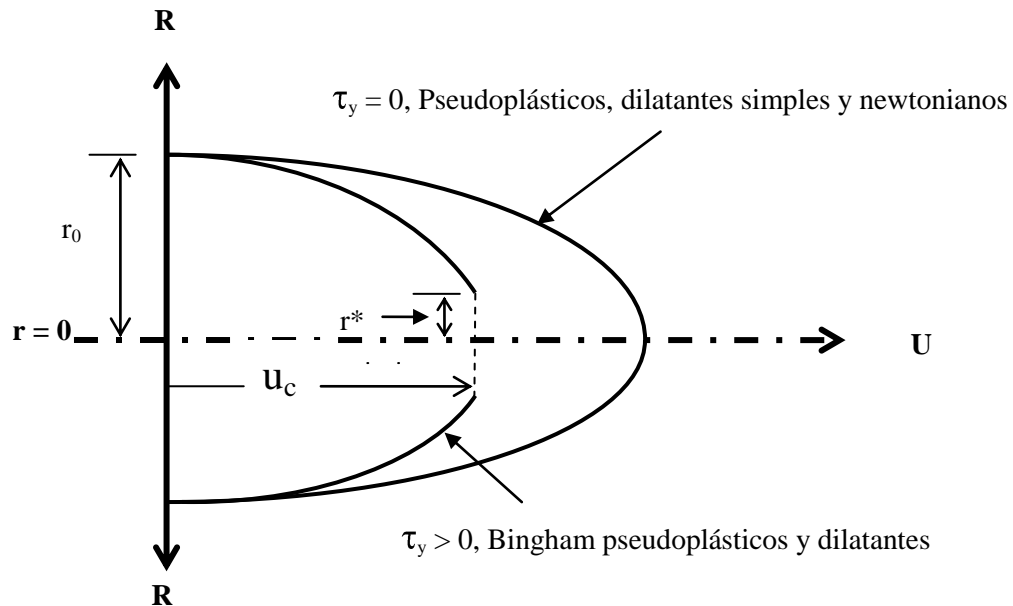 R
τy = 0, Pseudoplásticos, dilatantes simples y newtonianos
r0
r*
r = 0
U
uc
τy > 0, Bingham pseudoplásticos y dilatantes
R